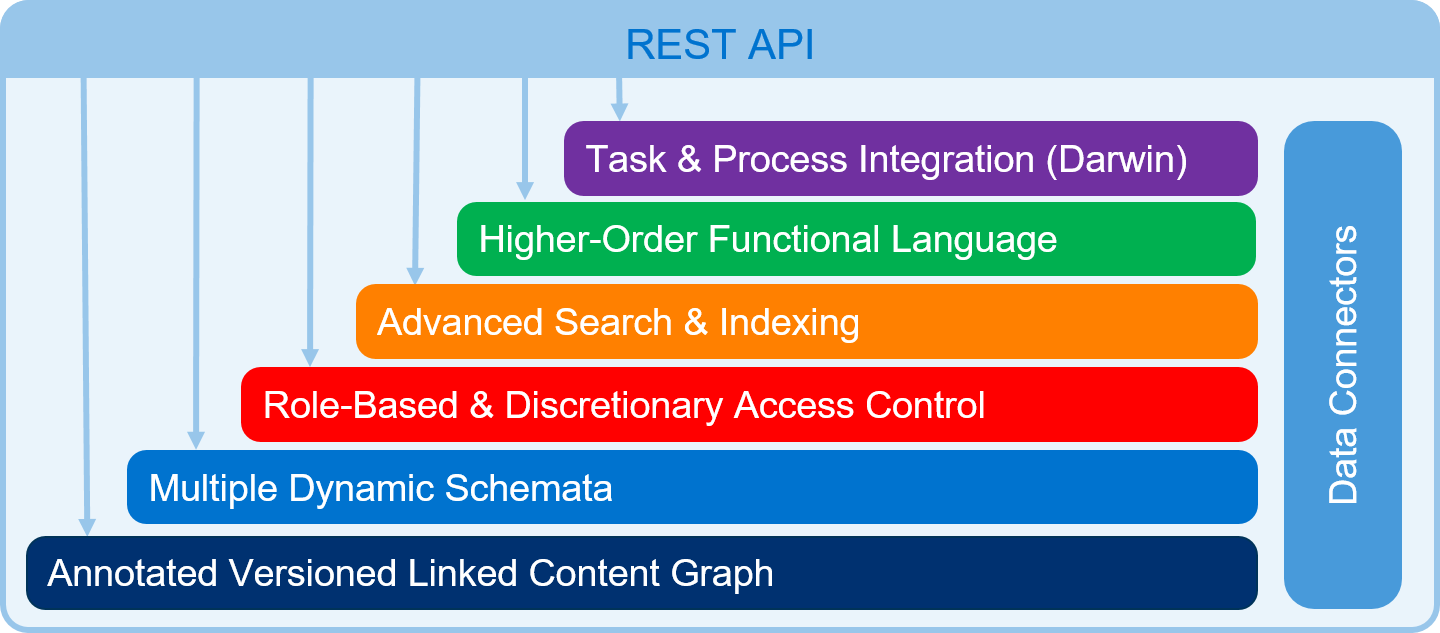 REST API
Task & Process Integration (Darwin)
Higher-Order Functional Language
Advanced Search & Indexing
Role-Based & Discretionary Access Control
Multiple Dynamic Schemata
Annotated Versioned Linked Content Graph
Data Connectors